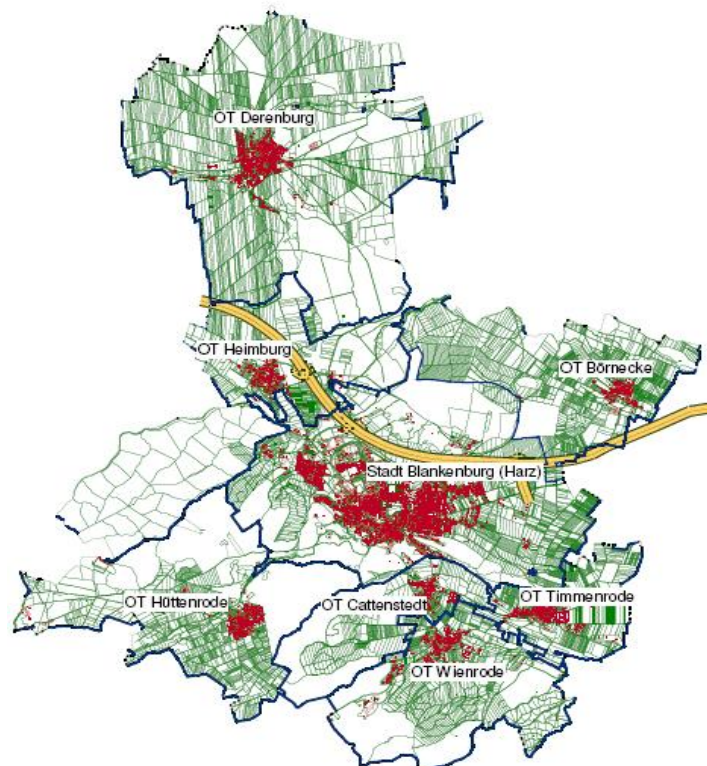 OT Derenburg
OT Heimburg
OT Börnecke
Stadt Blankenburg (Harz)
OT Hüttenrode
OT Cattenstedt
OT Timmenrode
OT Wienrode